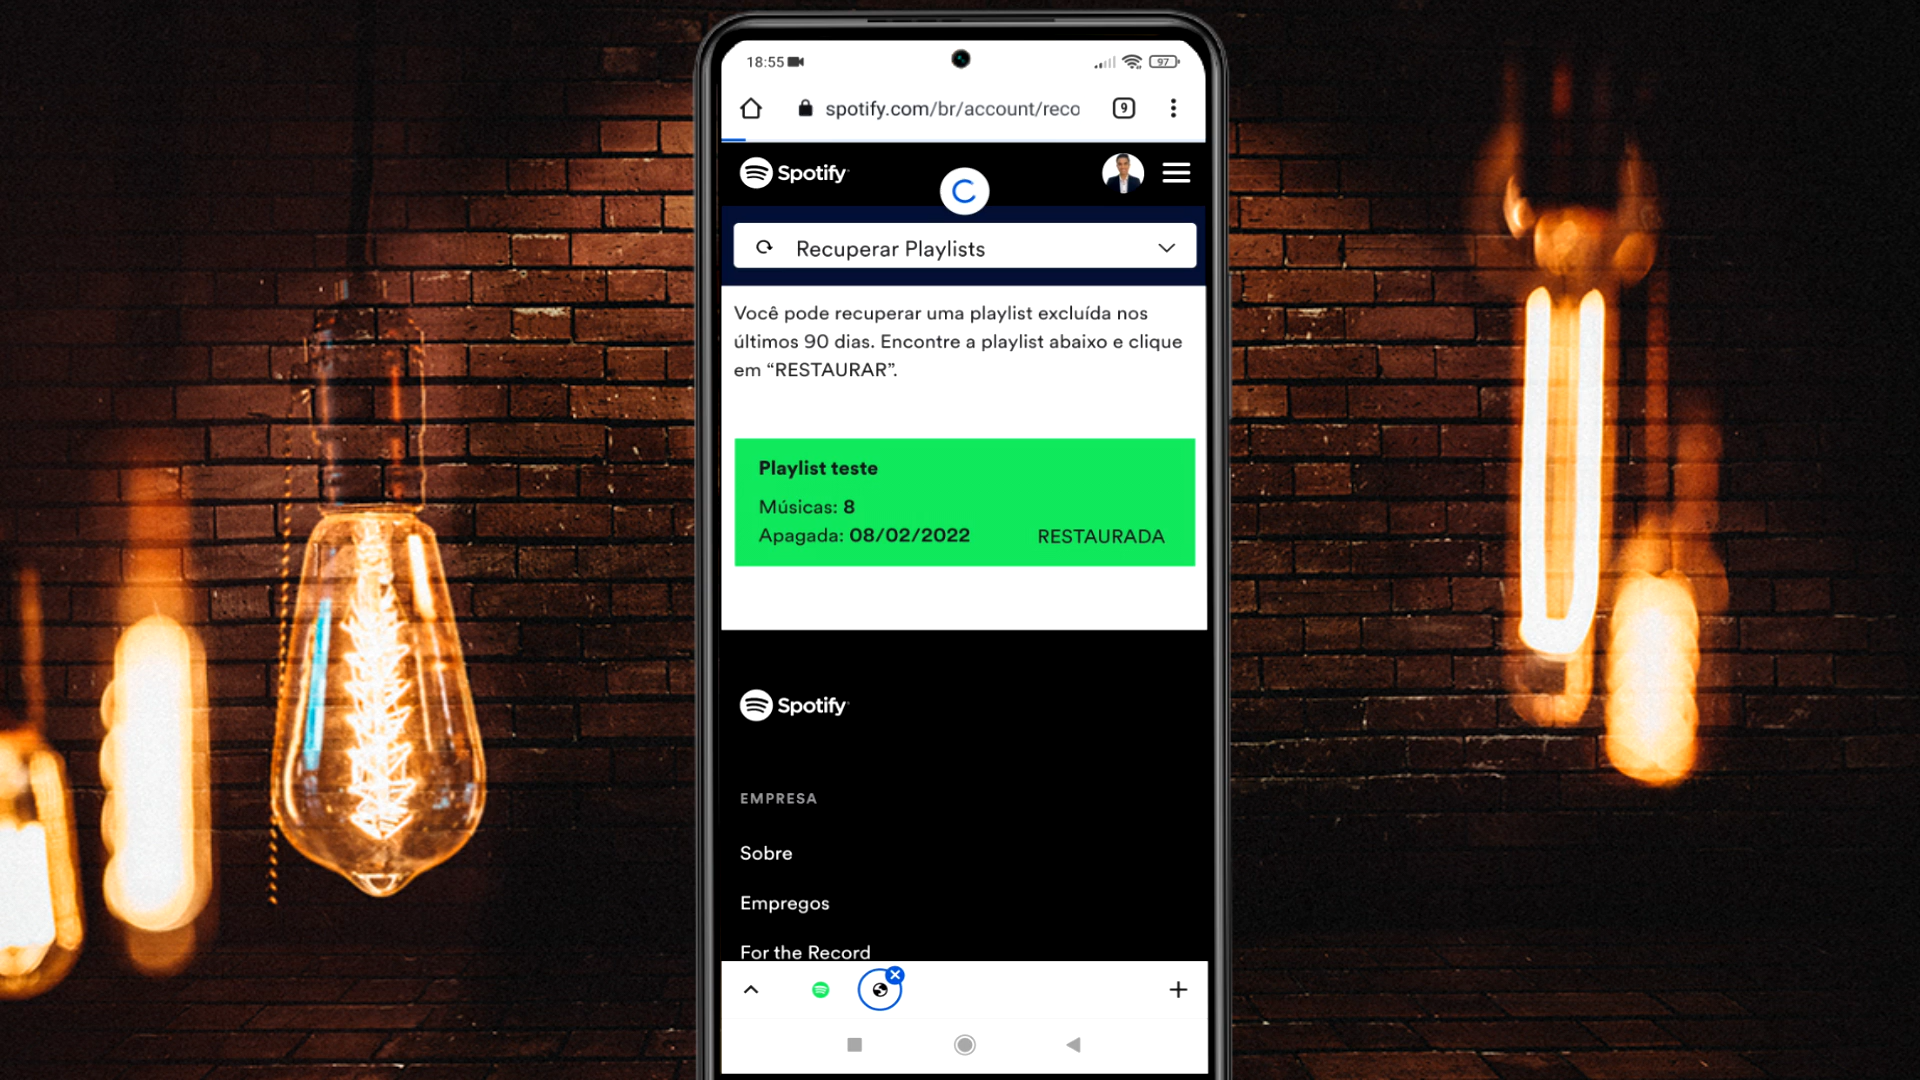 18:55
97
spotify.com/br/account/reco
9
Spotify
Recuperar Playlists
Você pode recuperar uma playlist excluída nos
últimos 90 dias. Encontre a playlist abaixo e clique
em “RESTAURAR”.
Playlist teste
Músicas: 8
Apagada: 08/02/2022
RESTAURADA
Spotify
EMPRESA
Sobre
Empregos
For the Record